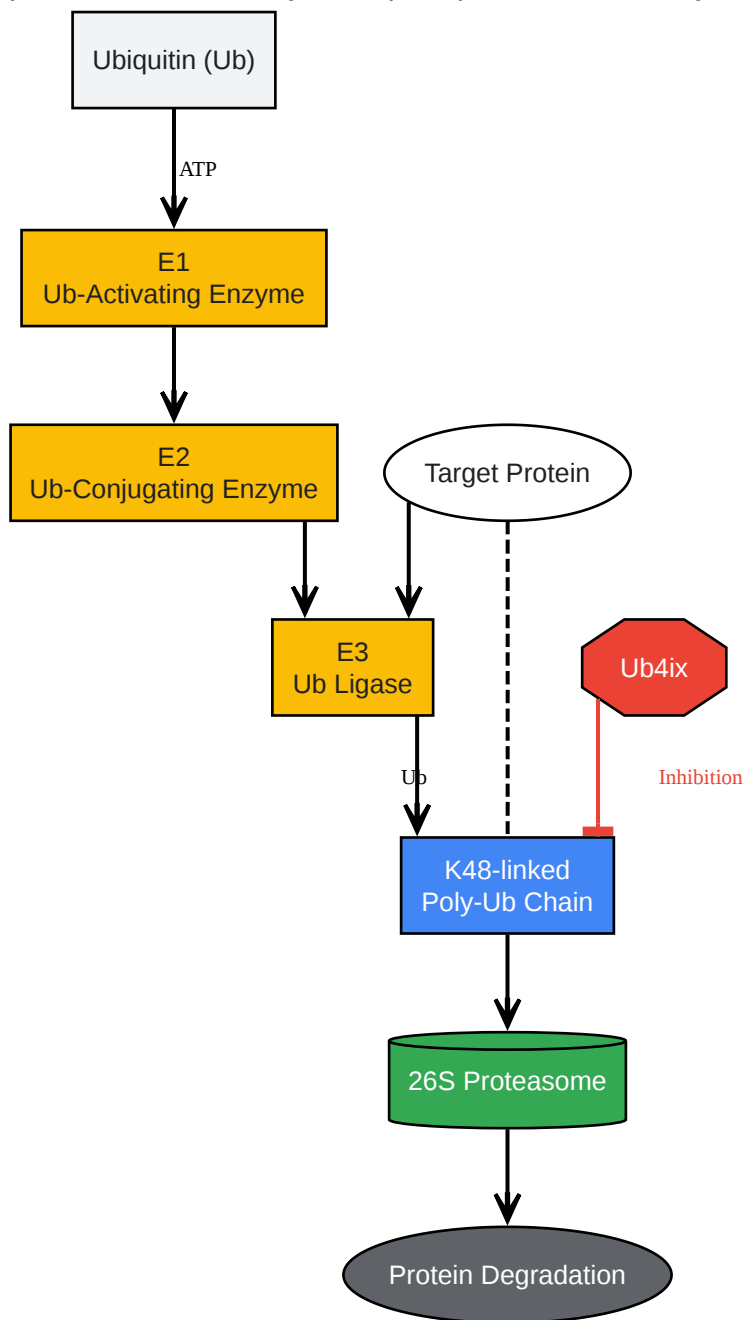 Ubiquitin (Ub)
ATP
E1
Ub-Activating Enzyme
E2
Ub-Conjugating Enzyme
Target Protein
E3
Ub Ligase
Ub4ix
Ub
Inhibition
K48-linked
Poly-Ub Chain
26S Proteasome
Protein Degradation